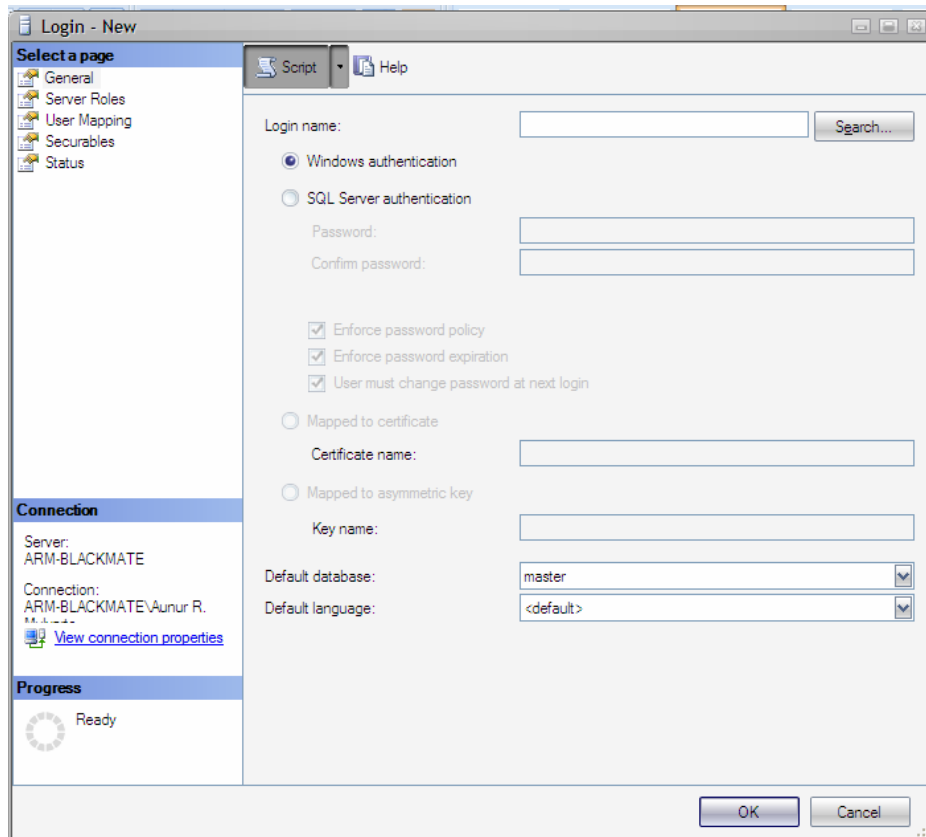 Login - New
Select a page
General
Server Roles
User Mapping
Securables
Status
Script
Help
Login name:
Search...
Windows authentication
SQL Server authentication
Password:
Confirm password:
Enforce password policy
Enforce password expiration
User must change password at next login
Mapped to certificate
Certificate name:
Mapped to asymmetric key
Key name:
Default database:
master
Default language:
<default>
Connection
Server:
ARM-BLACKMATE
Connection:
ARM-BLACKMATE\Aunur R.
View connection properties
Progress
Ready
OK
Cancel